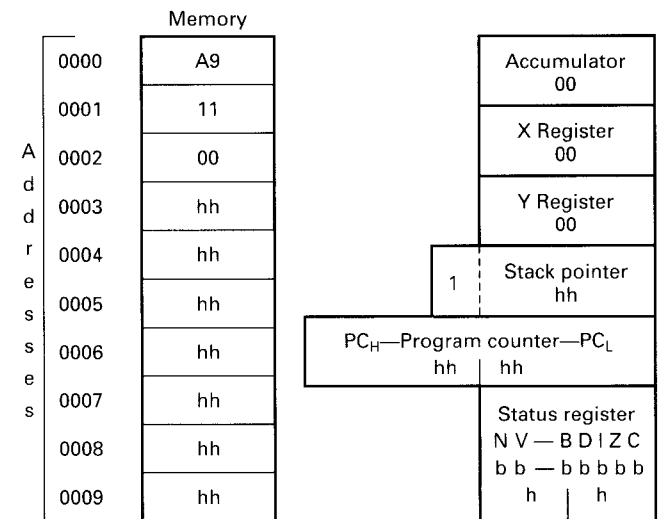 Memory
Addresses
0000 A9
0001 11
0002 00
0003 hh
0004 hh
0005 hh
0006 hh
0007 hh
0008 hh
0009 hh
Accumulator
00
X Register
00
Y Register
00
1 Stack pointer
hh
PCH—Program counter—PCL
hh hh
Status register
N V — B D I Z C
b b — b b b b b
h h